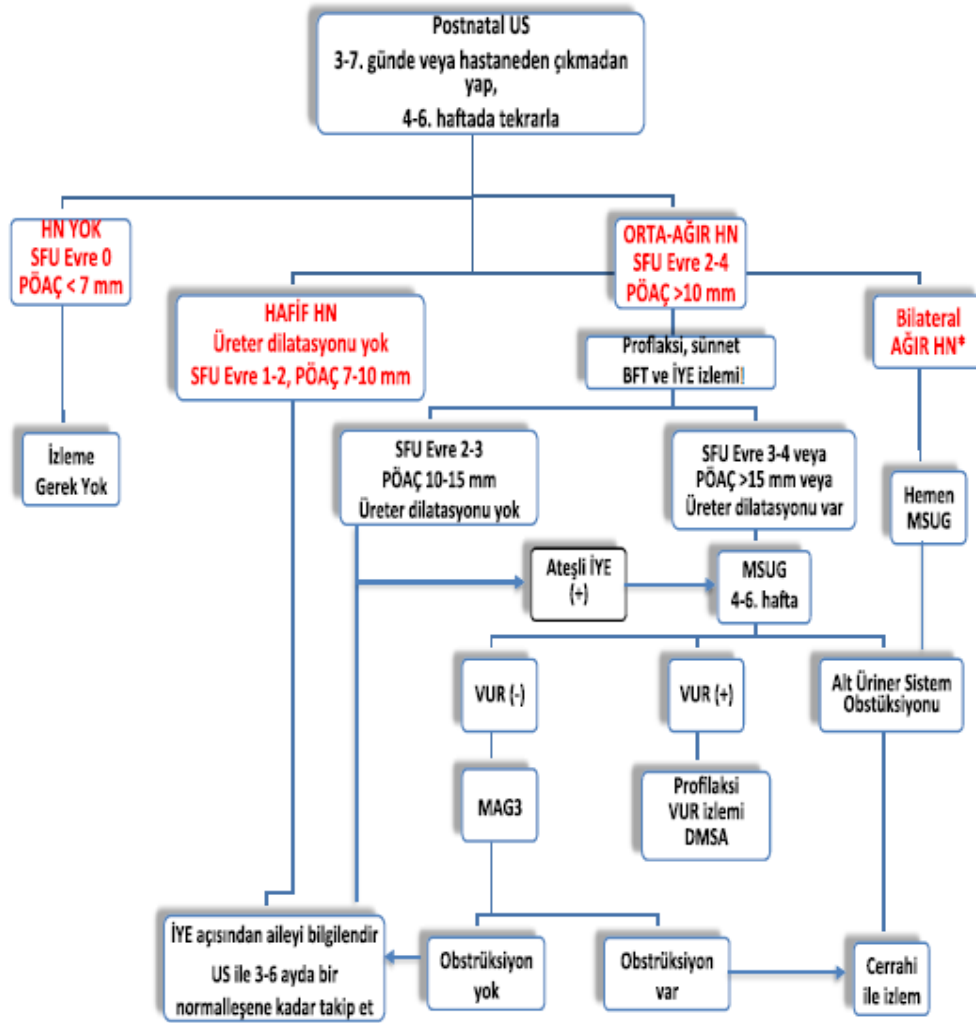 Postnatal US
3-7. günde veya hastaneden çıkmadan
yap,
4-6. haftada tekrarla
HN YOK
SFU Evre 0
PÖAÇ < 7 mm
HAFİF HN
Üreter dilatasyonu yok
SFU Evre 1-2, PÖAÇ 7-10 mm
ORTA-AĞIR HN
SFU Evre 2-4
PÖAÇ >10 mm
Bilateral
AĞIR HN*
Proflaksi, sünnet
BFT ve İYE izlemi!
İzleme
Gerek Yok
SFU Evre 2-3
PÖAÇ 10-15 mm
Üreter dilatasyonu yok
SFU Evre 3-4 veya
PÖAÇ >15 mm veya
Üreter dilatasyonu var
Hemen
MSUG
Ateşli İYE
(+)
MSUG
4-6. hafta
VUR (-)
VUR (+)
Alt Üriner Sistem
Obstüksiyonu
MAG3
Profilaksi
VUR izlemi
DMSA
İYE açısından aileyi bilgilendir
US ile 3-6 ayda bir
normalleşene kadar takip et
Obstrüksiyon
yok
Obstrüksiyon
var
Cerrahi
ile izlem